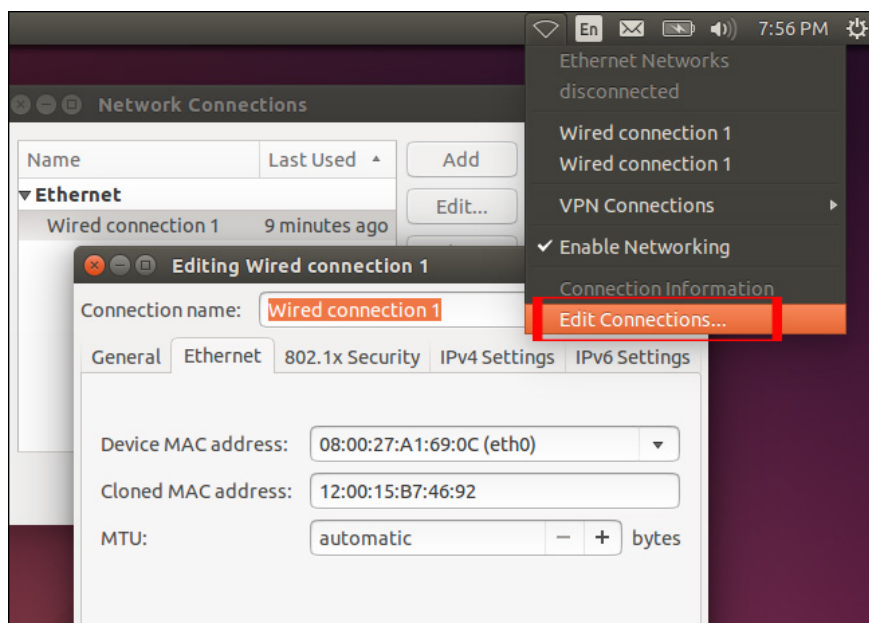 En 7:56 PM
Ethernet Networks
disconnected
Wired connection 1
Wired connection 1
VPN Connections
Enable Networking
Connection Information
Edit Connections...
Network Connections
Name Last Used Add
Ethernet Edit...
Wired connection 1 9 minutes ago
Editing Wired connection 1
Connection name: Wired connection 1
General Ethernet 802.1x Security IPv4 Settings IPv6 Settings
Device MAC address: 08:00:27:A1:69:0C (eth0)
Cloned MAC address: 12:00:15:B7:46:92
MTU: automatic − + bytes